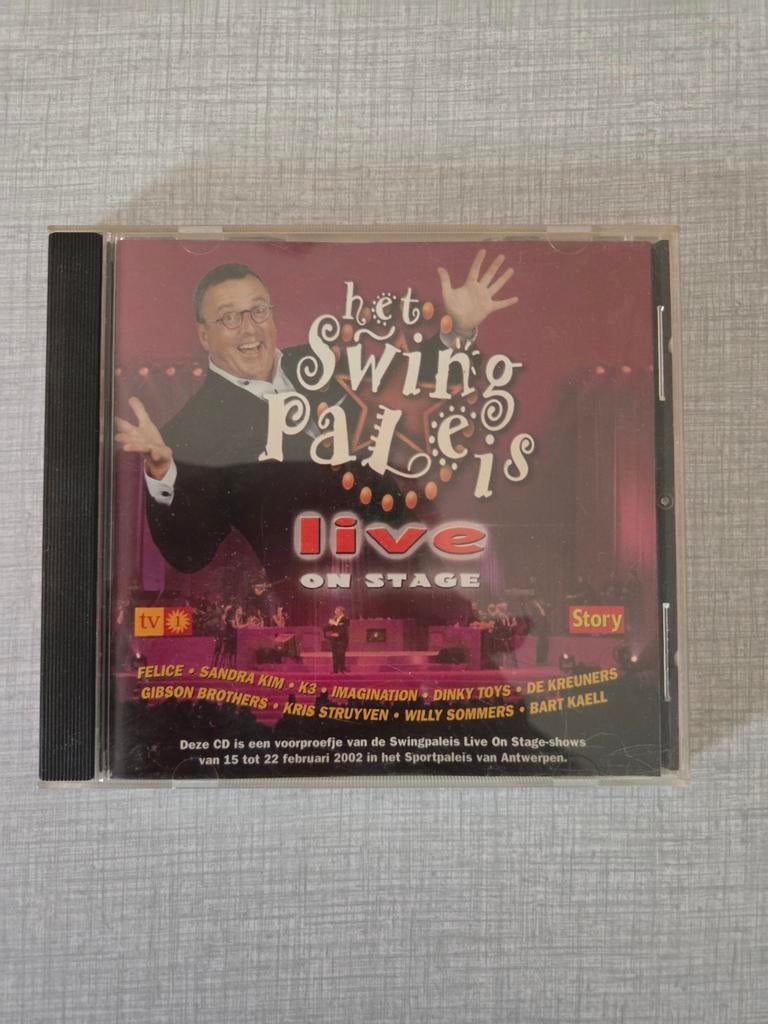 het
Swing
PaLeis
live
ON STAGE
tv1
Story
FELICE • SANDRA KIM • K3 • IMAGINATION • DINKY TOYS • DE KREUNERS
GIBSON BROTHERS • KRIS STRUYVEN • WILLY SOMMERS • BART KAELL
Deze CD is een voorproefje van de Swingpaleis Live On Stage-shows
van 15 tot 22 februari 2002 in het Sportpaleis van Antwerpen.